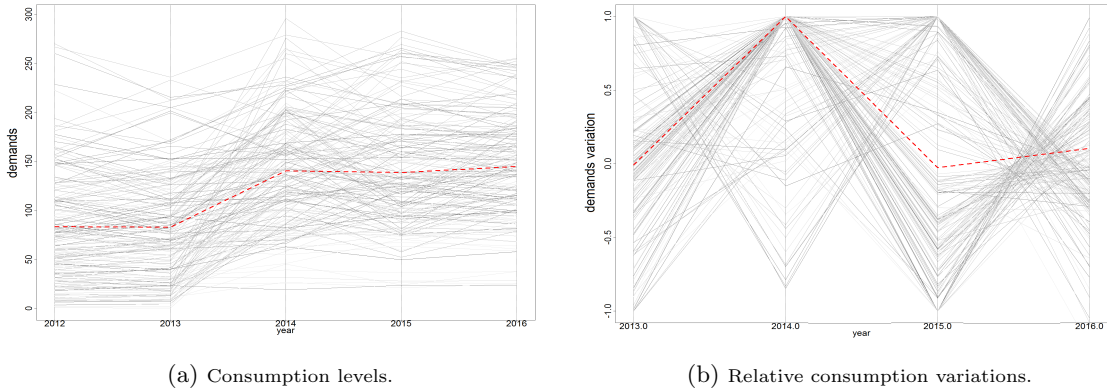 300
250
200
150
100
50
0
demands
2012 2013 2014 2015 2016
year
1.0
0.5
0.0
-0.5
-1.0
demands variation
2013.0 2014.0 2015.0 2016.0
year
(a) Consumption levels.
(b) Relative consumption variations.